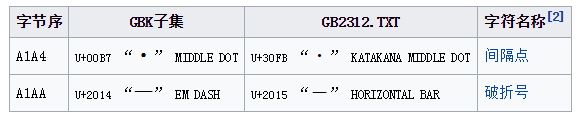 字节序 GBK子集 GB2312.TXT 字符名称[2]
A1A4 U+00B7 “·” MIDDLE DOT U+30FB “・” KATAKANA MIDDLE DOT 间隔点
A1AA U+2014 “—” EM DASH U+2015 “―” HORIZONTAL BAR 破折号